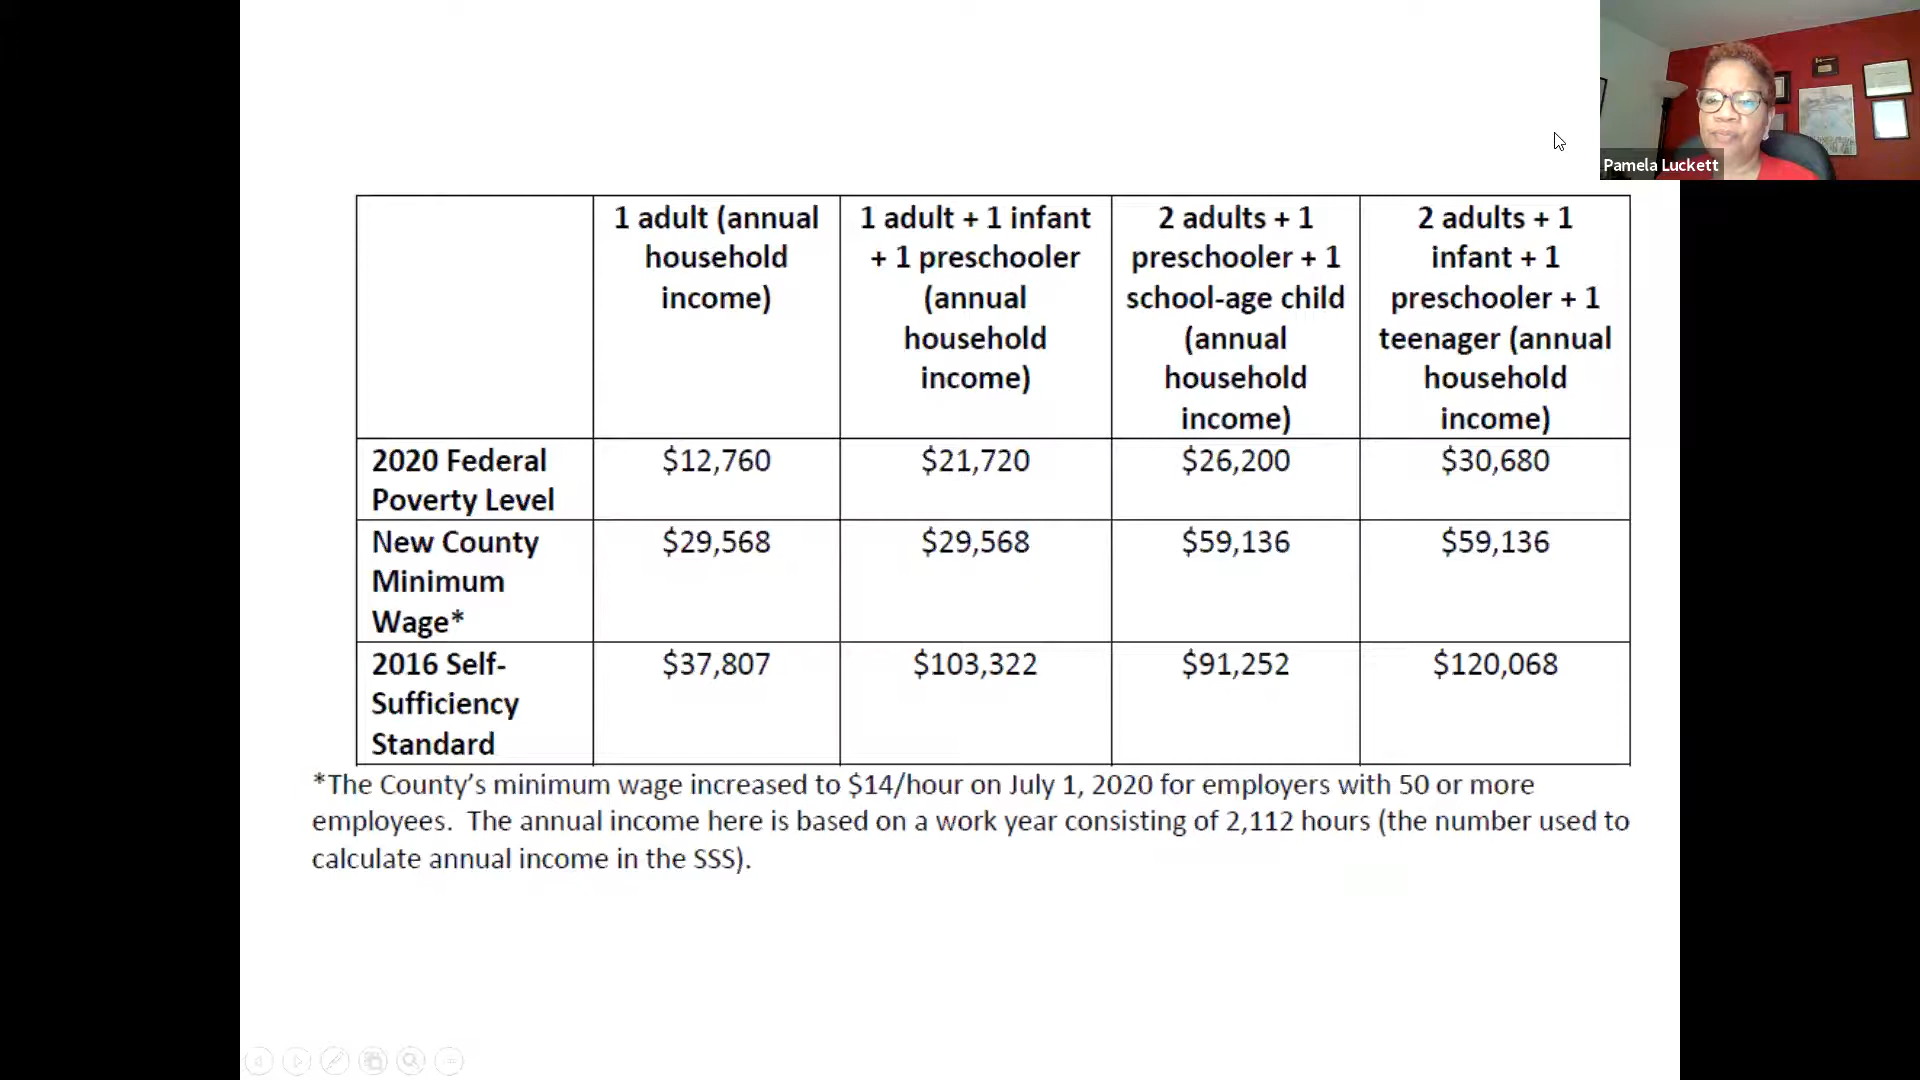 Pamela Luckett
1 adult (annual
household
income)
1 adult + 1 infant
+ 1 preschooler
(annual
household
income)
2 adults + 1
preschooler + 1
school-age child
(annual
household
income)
2 adults + 1
infant + 1
preschooler + 1
teenager (annual
household
income)
2020 Federal
Poverty Level
$12,760
$21,720
$26,200
$30,680
New County
Minimum
Wage*
$29,568
$29,568
$59,136
$59,136
2016 Self-
Sufficiency
Standard
$37,807
$103,322
$91,252
$120,068
*The County's minimum wage increased to $14/hour on July 1, 2020 for employers with 50 or more
employees.  The annual income here is based on a work year consisting of 2,112 hours (the number used to
calculate annual income in the SSS).